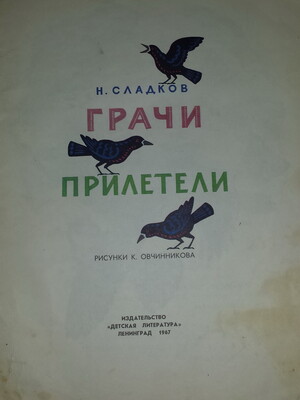 Н. СЛАДКОВ
ГРАЧИ
ПРИЛЕТЕЛИ
РИСУНКИ К. ОВЧИННИКОВА
ИЗДАТЕЛЬСТВО
«ДЕТСКАЯ ЛИТЕРАТУРА»
ЛЕНИНГРАД 1967